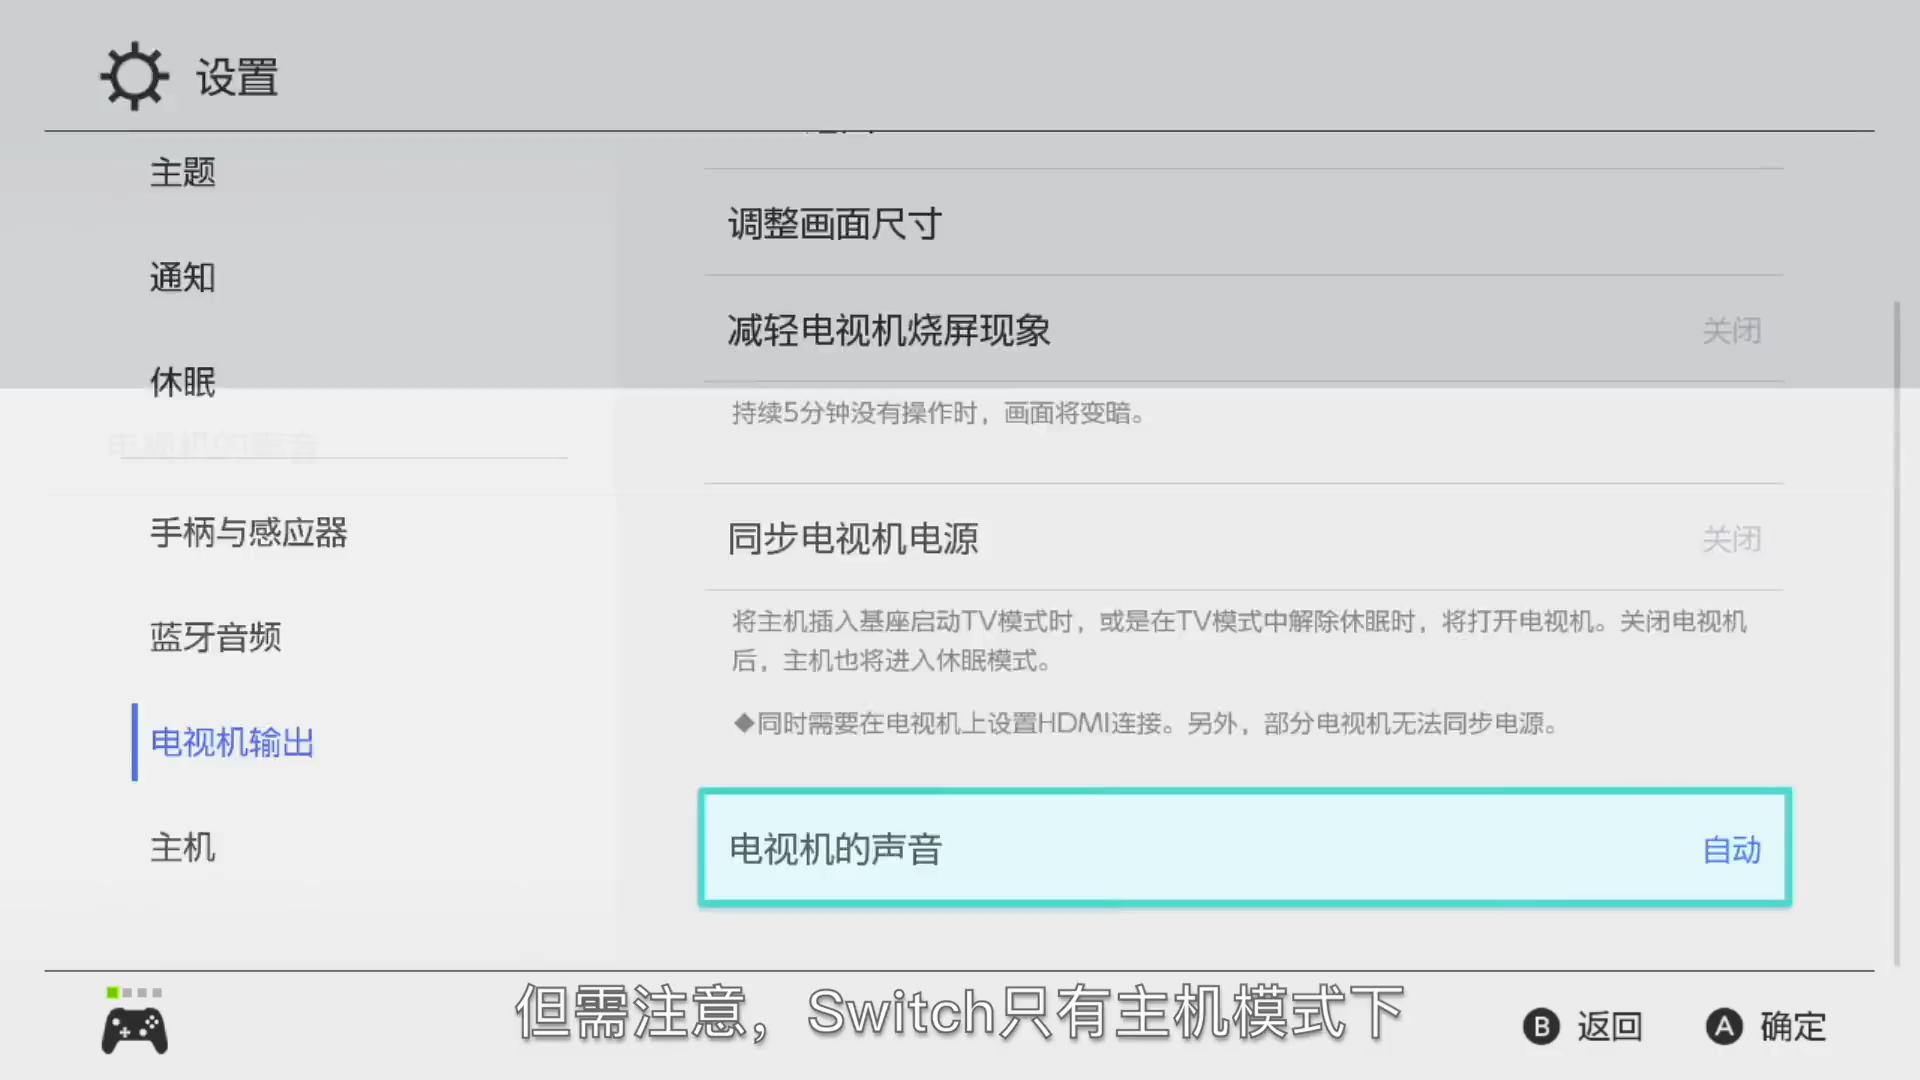 设置
主题
通知
休眠
电视机的声音
手柄与感应器
蓝牙音频
电视机输出
主机
调整画面尺寸
减轻电视机烧屏现象 关闭
持续5分钟没有操作时，画面将变暗。
同步电视机电源 关闭
将主机插入基座启动TV模式时，或是在TV模式中解除休眠时，将打开电视机。关闭电视机
后，主机也将进入休眠模式。
◆同时需要在电视机上设置HDMI连接。另外，部分电视机无法同步电源。
电视机的声音 自动
但需注意，Switch只有主机模式下
B 返回 A 确定